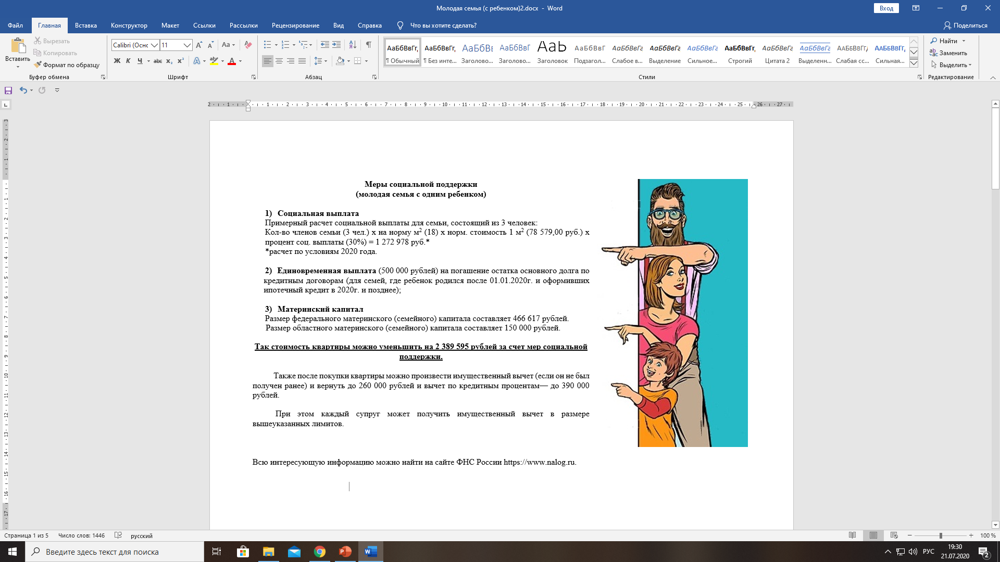 Молодая семья (с ребенком)2.docx - Word
Вход
Файл Главная Вставка Конструктор Макет Ссылки Рассылки Рецензирование Вид Справка Что вы хотите сделать? Поделиться
Вставить
Вырезать
Копировать
Формат по образцу
Буфер обмена
Calibri (Оснс 11
Aa
Ж К Ч abc x₂ x²
Шрифт
Абзац
АаБбВвГг, АаБбВвГг, АаБбВв АаБбВвГ АаБ АаБбВвГ АаБбВвГг АаБбВвГг АаБбВвГг АаБбВвГг, АаБбВвГг АаБбВвГг ААББВВГГД ААББВВГГ,
¶ Обычный ¶ Без инте... Заголово... Заголово... Заголовок Подзагол... Слабое в... Выделение Сильное... Строгий Цитата 2 Выделенн... Слабая сс... Сильная...
Стили
Найти
Заменить
Выделить
Редактирование
2 1 1 2 3 4 5 6 7 8 9 10 11 12 13 14 15 16 17 18 19 20 21 22 23 24 25 26 27
Меры социальной поддержки
(молодая семья с одним ребенком)
1) Социальная выплата
Примерный расчет социальной выплаты для семьи, состоящий из 3 человек:
Кол-во членов семьи (3 чел.) х на норму м² (18) х норм. стоимость 1 м² (78 579,00 руб.) х
процент соц. выплаты (30%) = 1 272 978 руб.*
*расчет по условиям 2020 года.
2) Единовременная выплата (500 000 рублей) на погашение остатка основного долга по
кредитным договорам (для семей, где ребенок родился после 01.01.2020г. и оформивших
ипотечный кредит в 2020г. и позднее);
3) Материнский капитал
Размер федерального материнского (семейного) капитала составляет 466 617 рублей.
Размер областного материнского (семейного) капитала составляет 150 000 рублей.
Так стоимость квартиры можно уменьшить на 2 389 595 рублей за счет мер социальной
поддержки.
Также после покупки квартиры можно произвести имущественный вычет (если он не был
получен ранее) и вернуть до 260 000 рублей и вычет по кредитным процентам— до 390 000
рублей.
При этом каждый супруг может получить имущественный вычет в размере
вышеуказанных лимитов.
Всю интересующую информацию можно найти на сайте ФНС России https://www.nalog.ru.
Страница 1 из 5 Число слов: 1446 русский 100 %
Введите здесь текст для поиска
РУС
19:30
21.07.2020
2